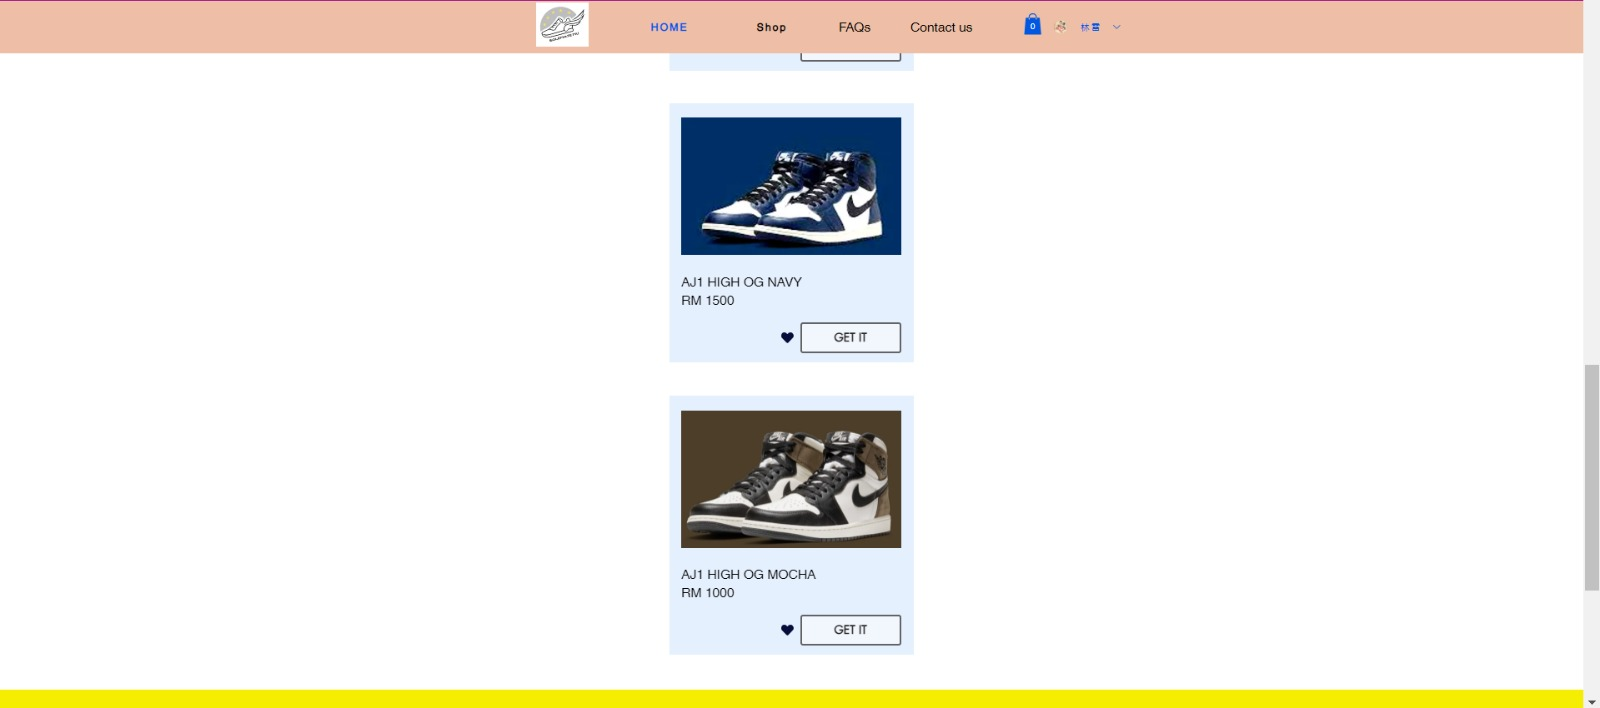 HOME
Shop
FAQs
Contact us
0
AJ1 HIGH OG NAVY
RM 1500
GET IT
AJ1 HIGH OG MOCHA
RM 1000
GET IT